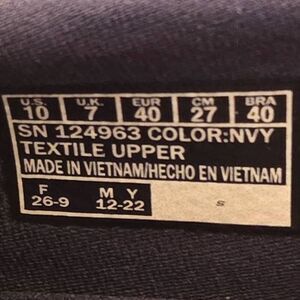 U.S. U.K. EUR CM BRA
10 7 40 27 40
SN 124963 COLOR:NVY
TEXTILE UPPER
MADE IN VIETNAM/HECHO EN VIETNAM
F M Y
26-9 12-22 S